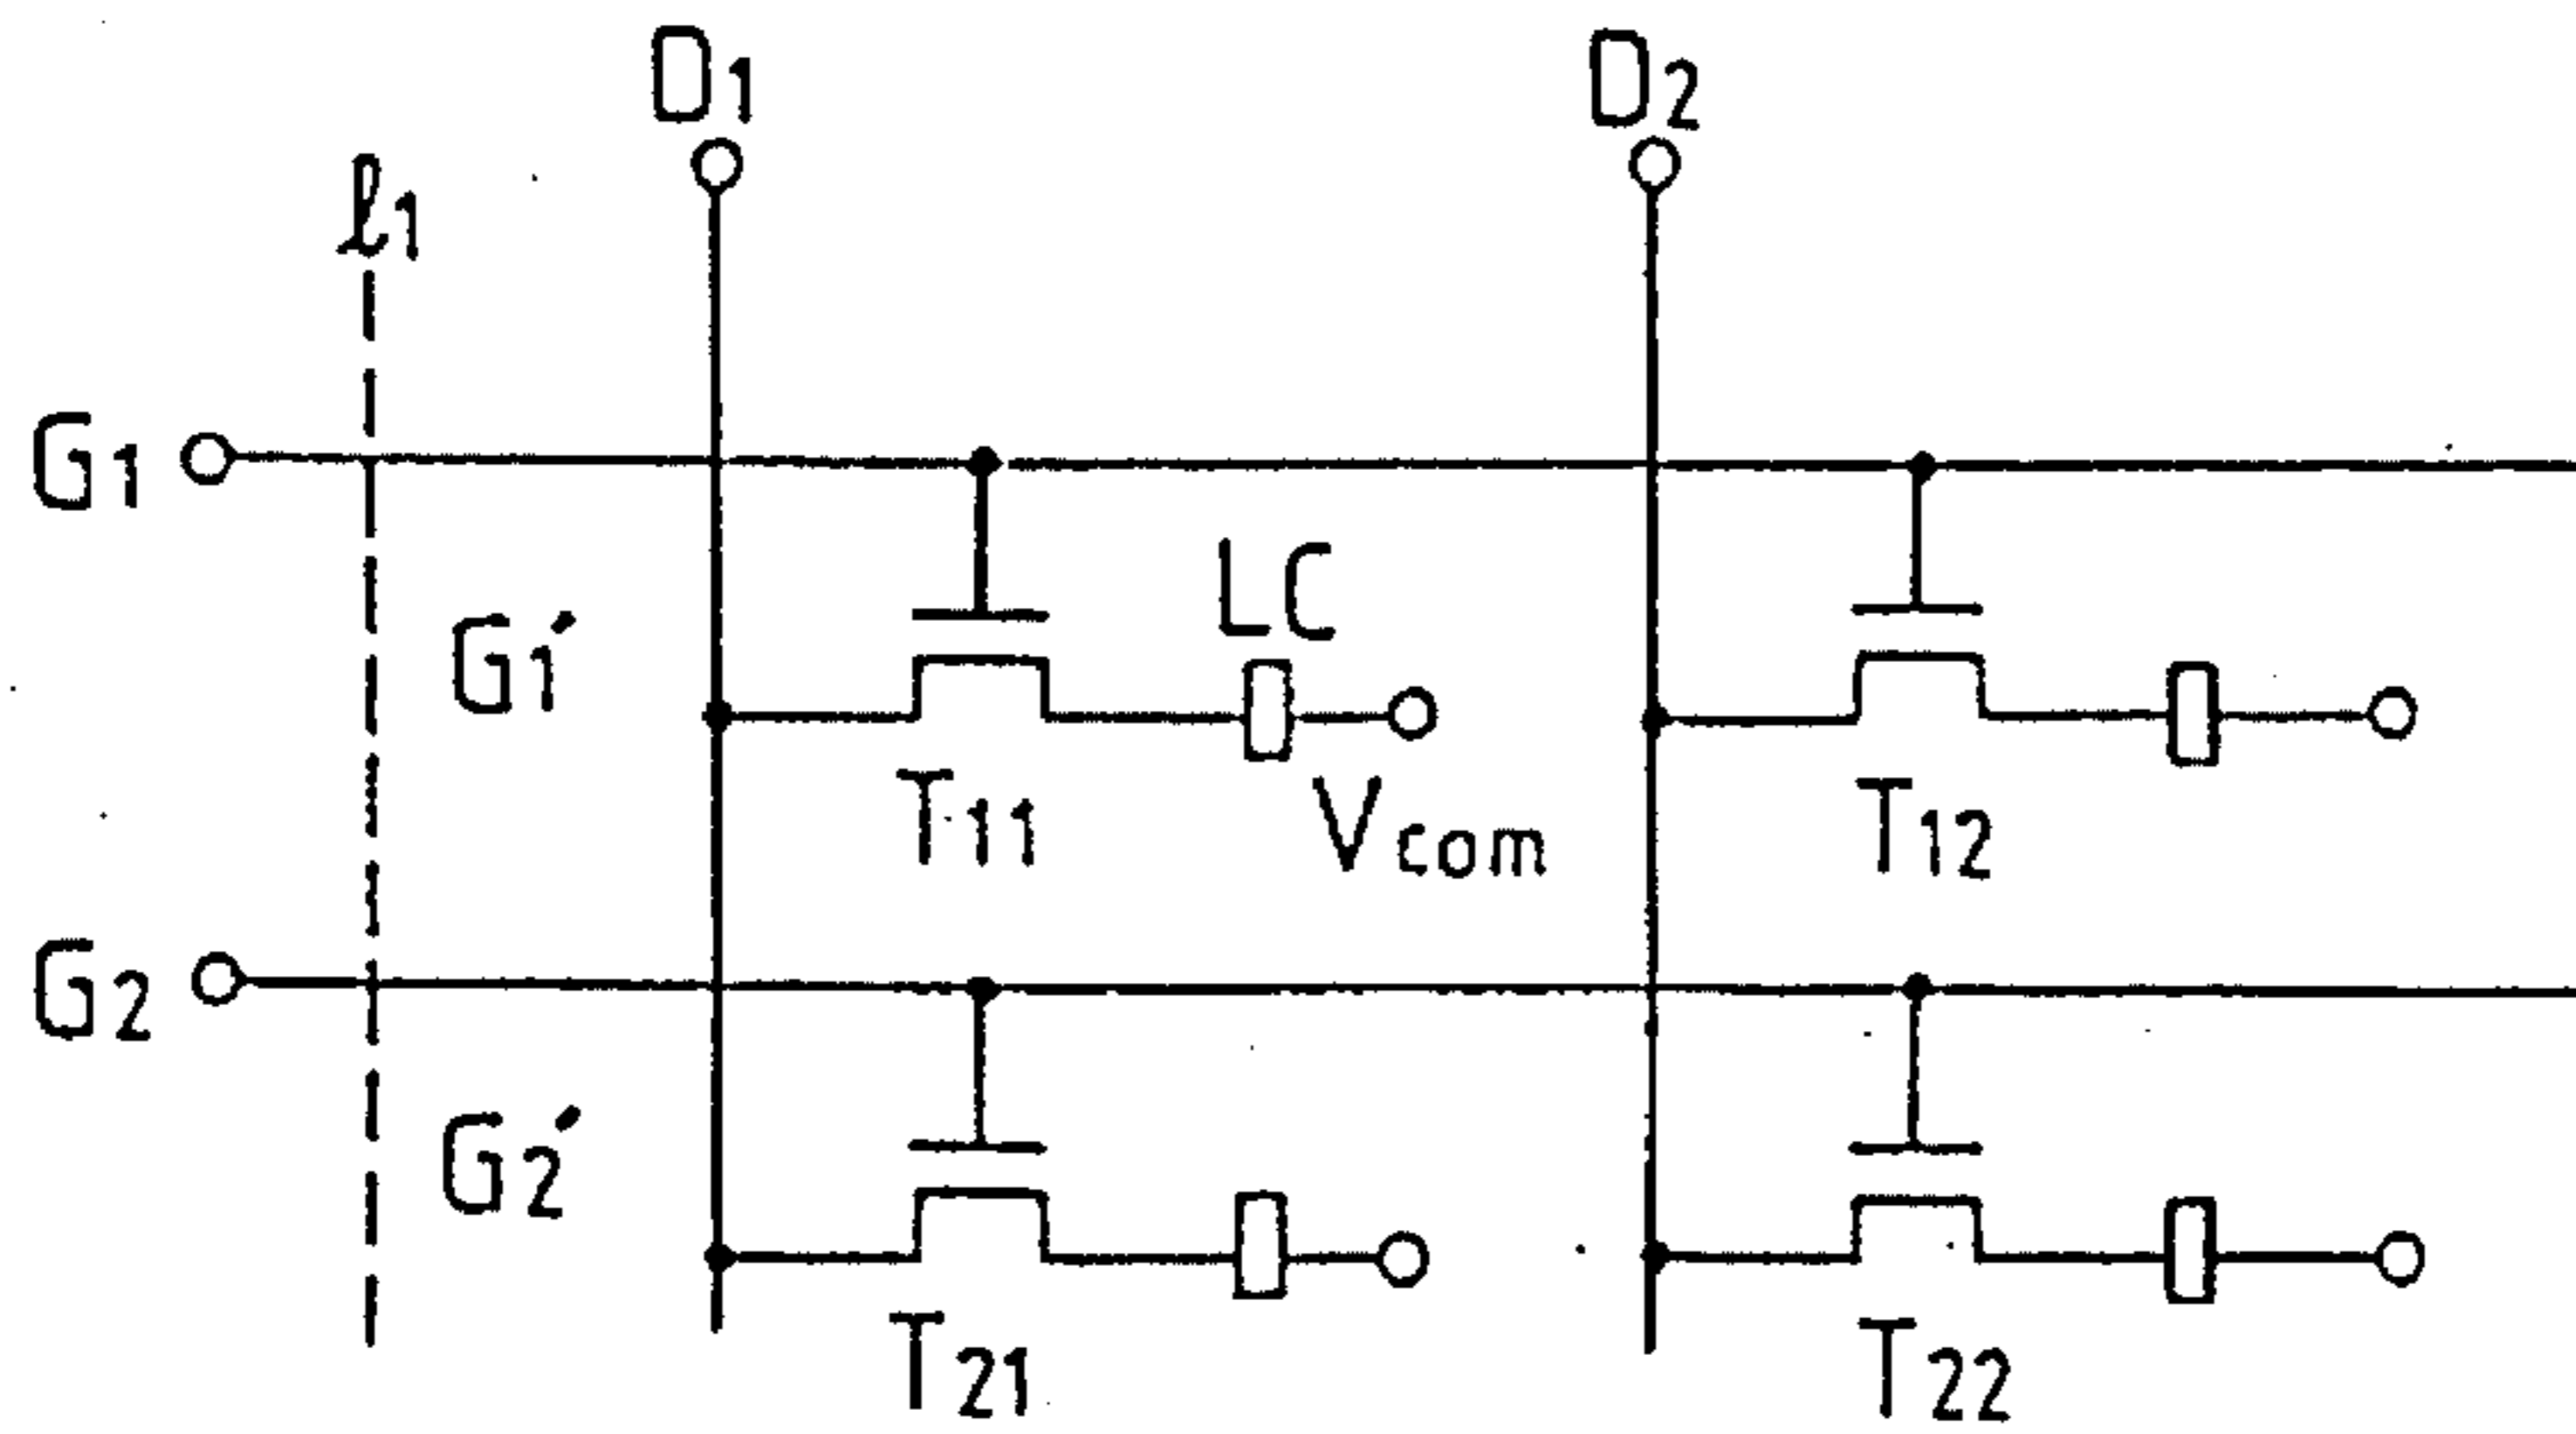 D1 D2
ℓ1
G1
G1′ LC
T11 Vcom T12
G2
G2′
T21 T22